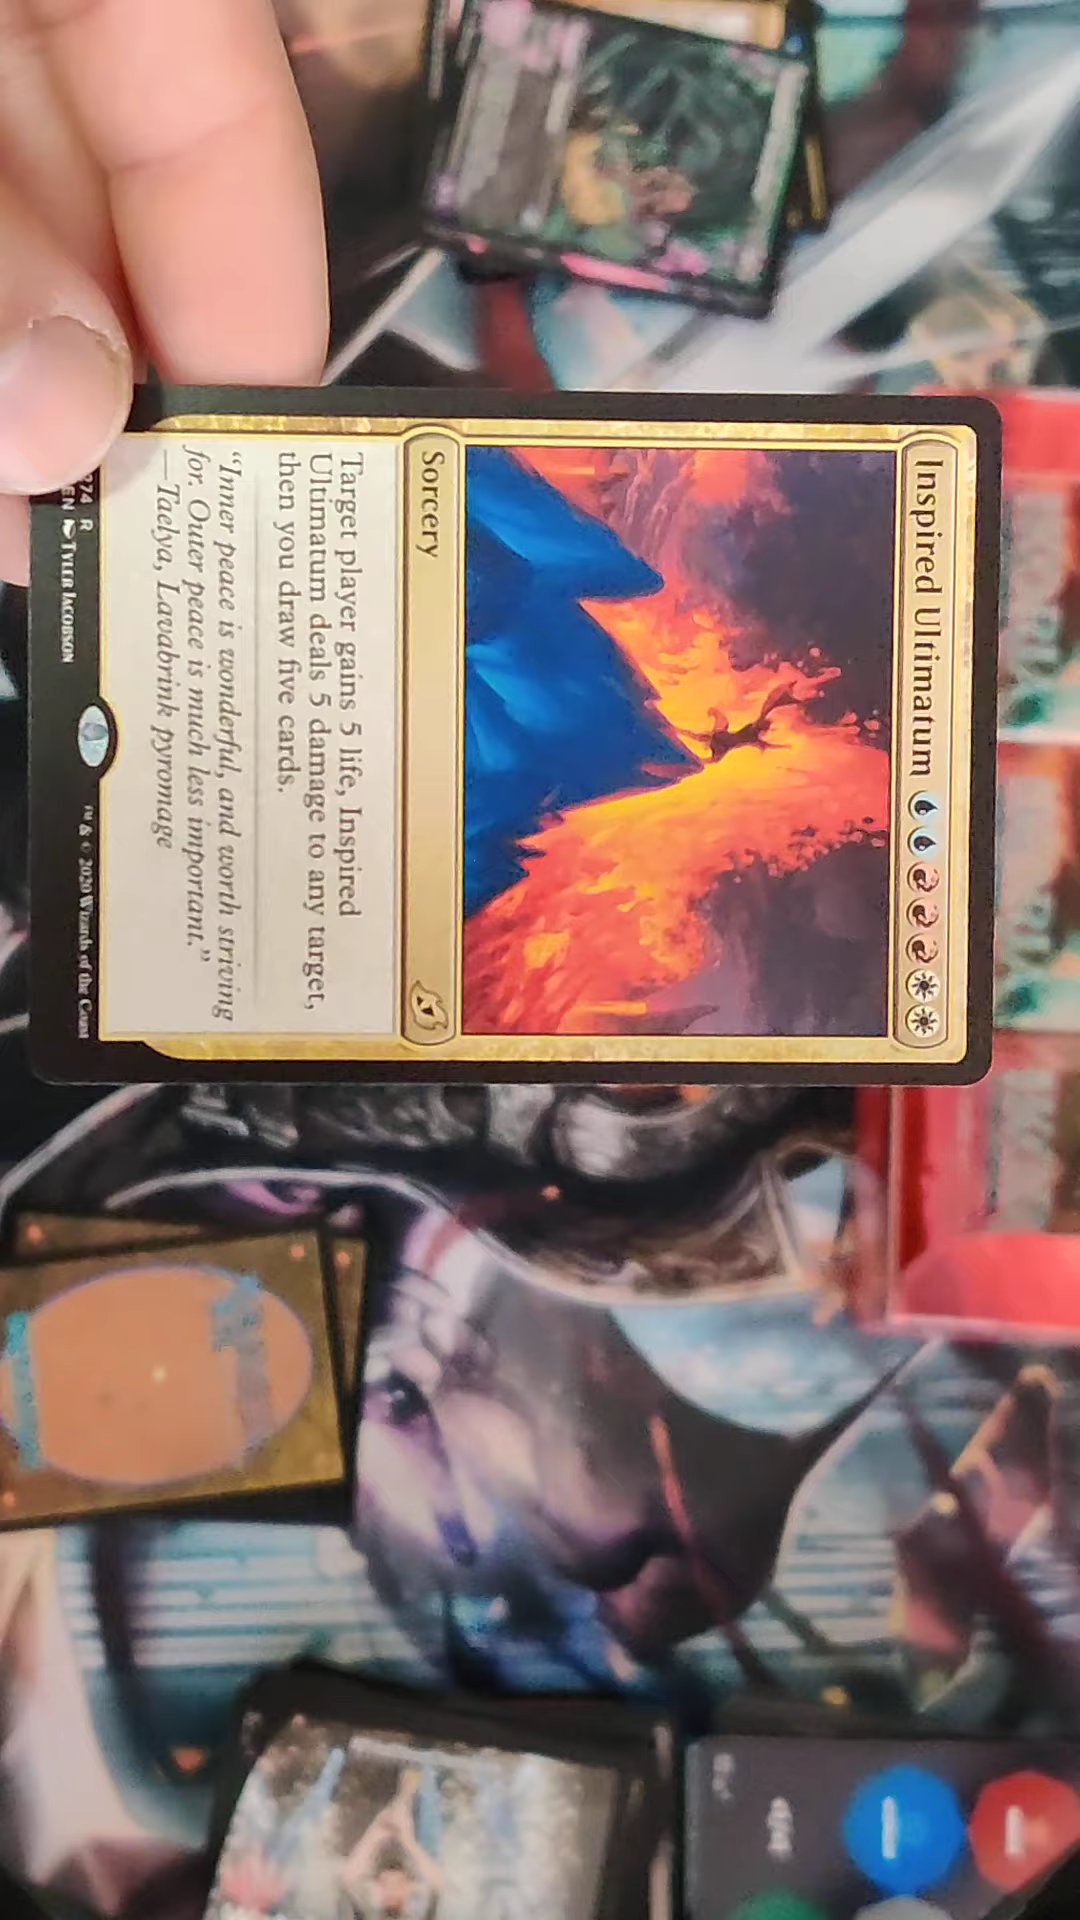 Inspired Ultimatum
Sorcery
Target player gains 5 life, Inspired
Ultimatum deals 5 damage to any target,
then you draw five cards.
“Inner peace is wonderful, and worth striving
for. Outer peace is much less important.”
—Taelya, Lavabrink pyromage
274 R
EN TYLER JACOBSON
™ & © 2020 Wizards of the Coast